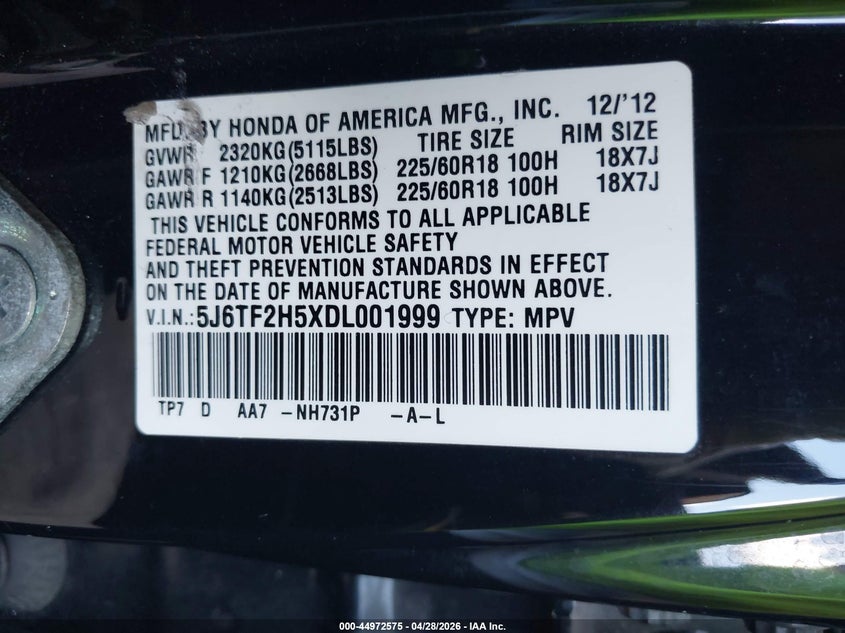 MFD. BY HONDA OF AMERICA MFG., INC. 12/'12
GVWR 2320KG(5115LBS) TIRE SIZE RIM SIZE
GAWR F 1210KG(2668LBS) 225/60R18 100H 18X7J
GAWR R 1140KG(2513LBS) 225/60R18 100H 18X7J
THIS VEHICLE CONFORMS TO ALL APPLICABLE
FEDERAL MOTOR VEHICLE SAFETY
AND THEFT PREVENTION STANDARDS IN EFFECT
ON THE DATE OF MANUFACTURE SHOWN ABOVE.
V.I.N.:5J6TF2H5XDL001999 TYPE: MPV
TP7 D AA7 -NH731P -A-L
000-44972575 — 04/28/2026 — IAA Inc.